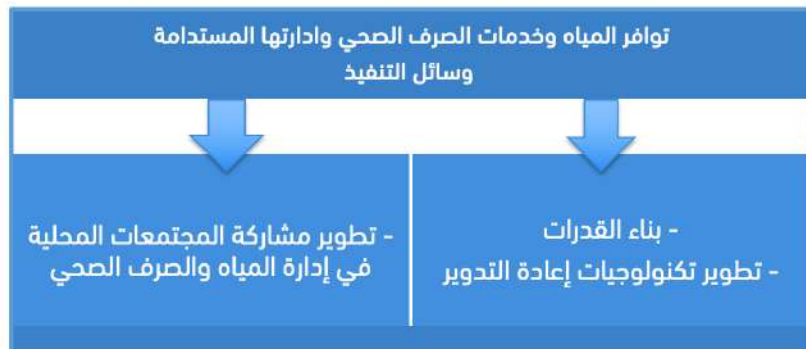 توافر المياه وخدمات الصرف الصحي وادارتها المستدامة
وسائل التنفيذ
- بناء القدرات
- تطوير تكنولوجيات إعادة التدوير
- تطوير مشاركة المجتمعات المحلية
في إدارة المياه والصرف الصحي